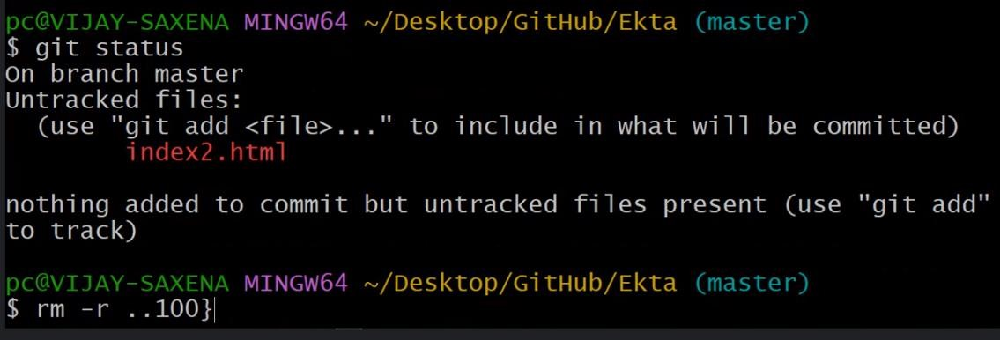 pc@VIJAY-SAXENA MINGW64 ~/Desktop/GitHub/Ekta (master)
$ git status
On branch master
Untracked files:
  (use "git add <file>..." to include in what will be committed)
        index2.html

nothing added to commit but untracked files present (use "git add"
to track)

pc@VIJAY-SAXENA MINGW64 ~/Desktop/GitHub/Ekta (master)
$ rm -r ..100}